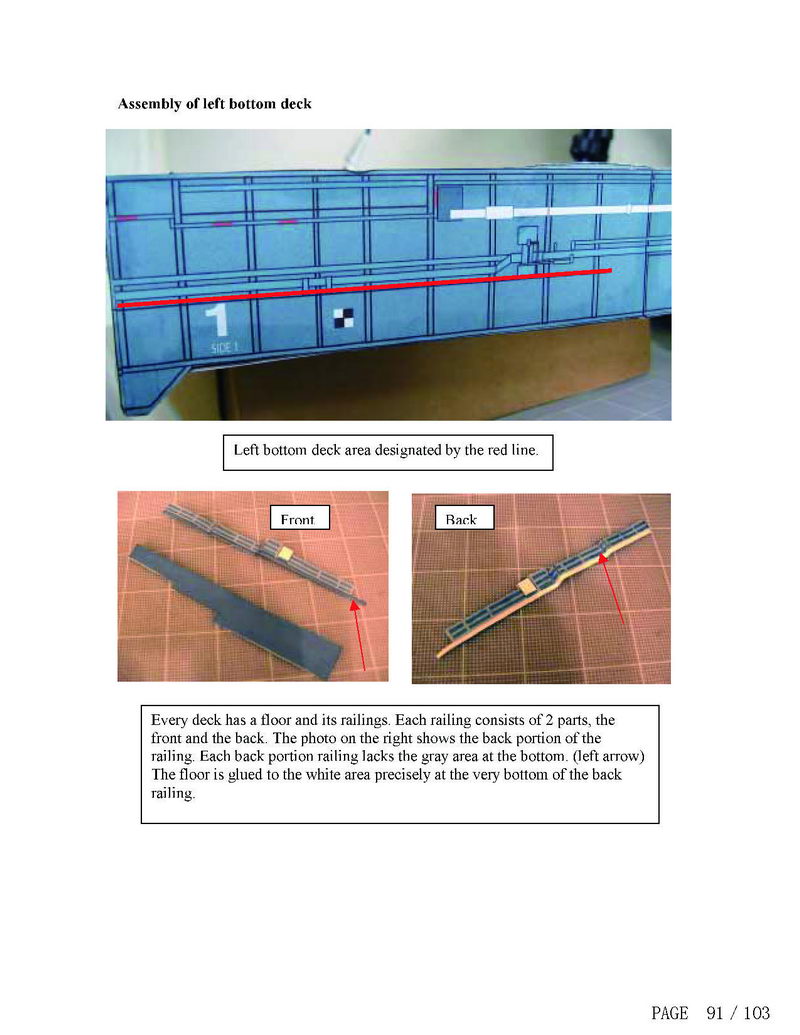 Assembly of left bottom deck
1
SIDE 1
Left bottom deck area designated by the red line.
Front
Back
Every deck has a floor and its railings. Each railing consists of 2 parts, the
front and the back. The photo on the right shows the back portion of the
railing. Each back portion railing lacks the gray area at the bottom. (left arrow)
The floor is glued to the white area precisely at the very bottom of the back
railing.
PAGE 91 / 103